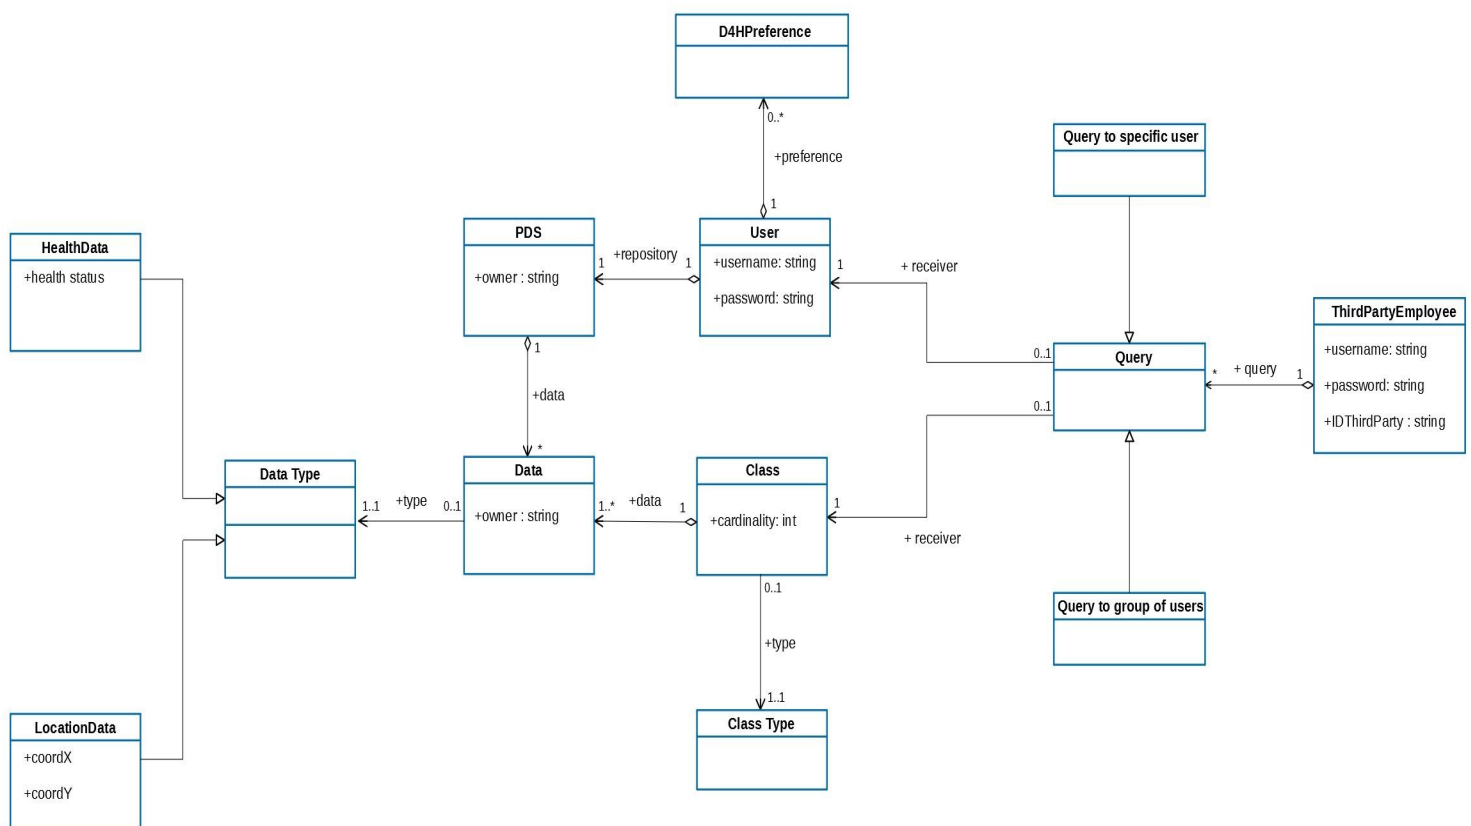 D4HPreference
0..*
+preference
1
Query to specific user
HealthData
+health status
PDS
+owner : string
1
+repository
1
User
+username: string
+password: string
1
+ receiver
0..1
Query
0..1
*
+ query
1
ThirdPartyEmployee
+username: string
+password: string
+IDThirdParty : string
1
+data
*
Data Type
1..1
+type
0..1
Data
+owner : string
1..*
+data
1
Class
+cardinality: int
1
+ receiver
0..1
+type
1..1
Class Type
Query to group of users
LocationData
+coordX
+coordY